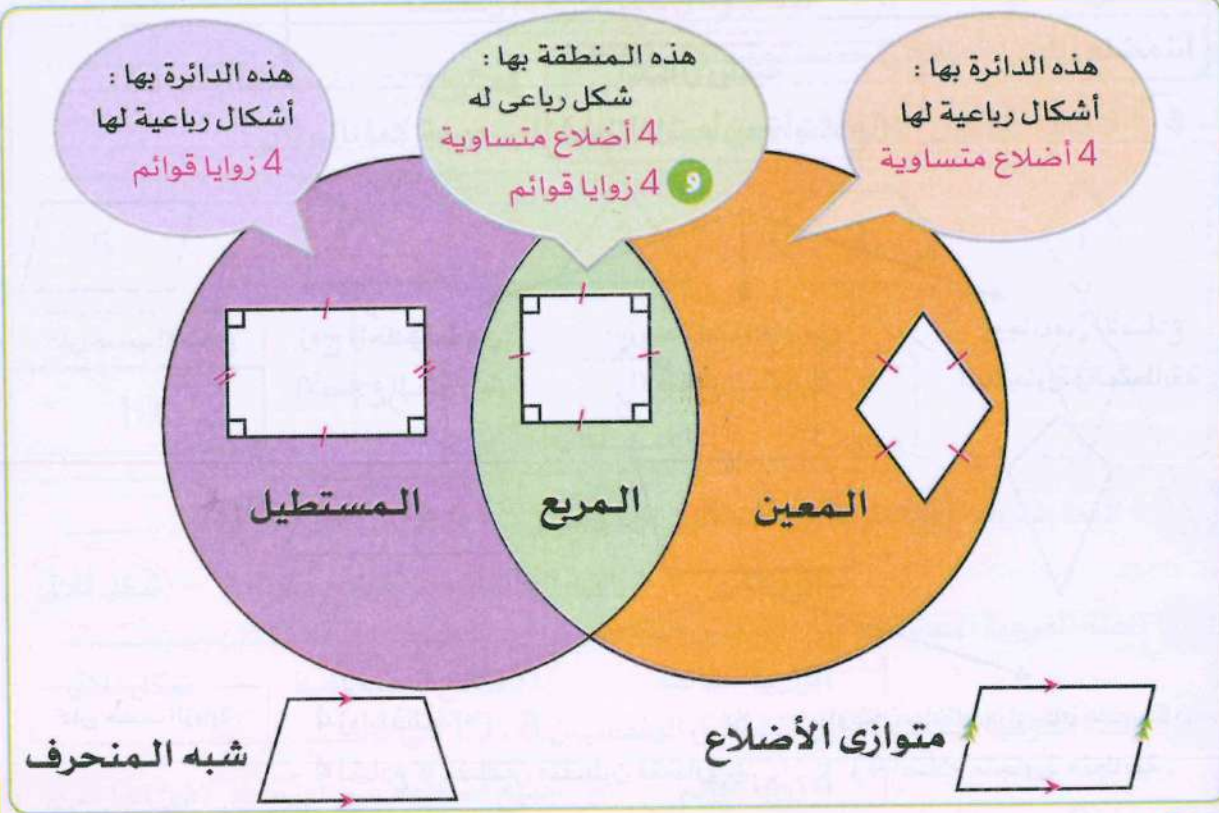 هذه الدائرة بها :
أشكال رباعية لها
4 أضلاع متساوية
هذه المنطقة بها :
شكل رباعى له
4 أضلاع متساوية
و 4 زوايا قوائم
هذه الدائرة بها :
أشكال رباعية لها
4 زوايا قوائم
المعين
المربع
المستطيل
متوازى الأضلاع
شبه المنحرف